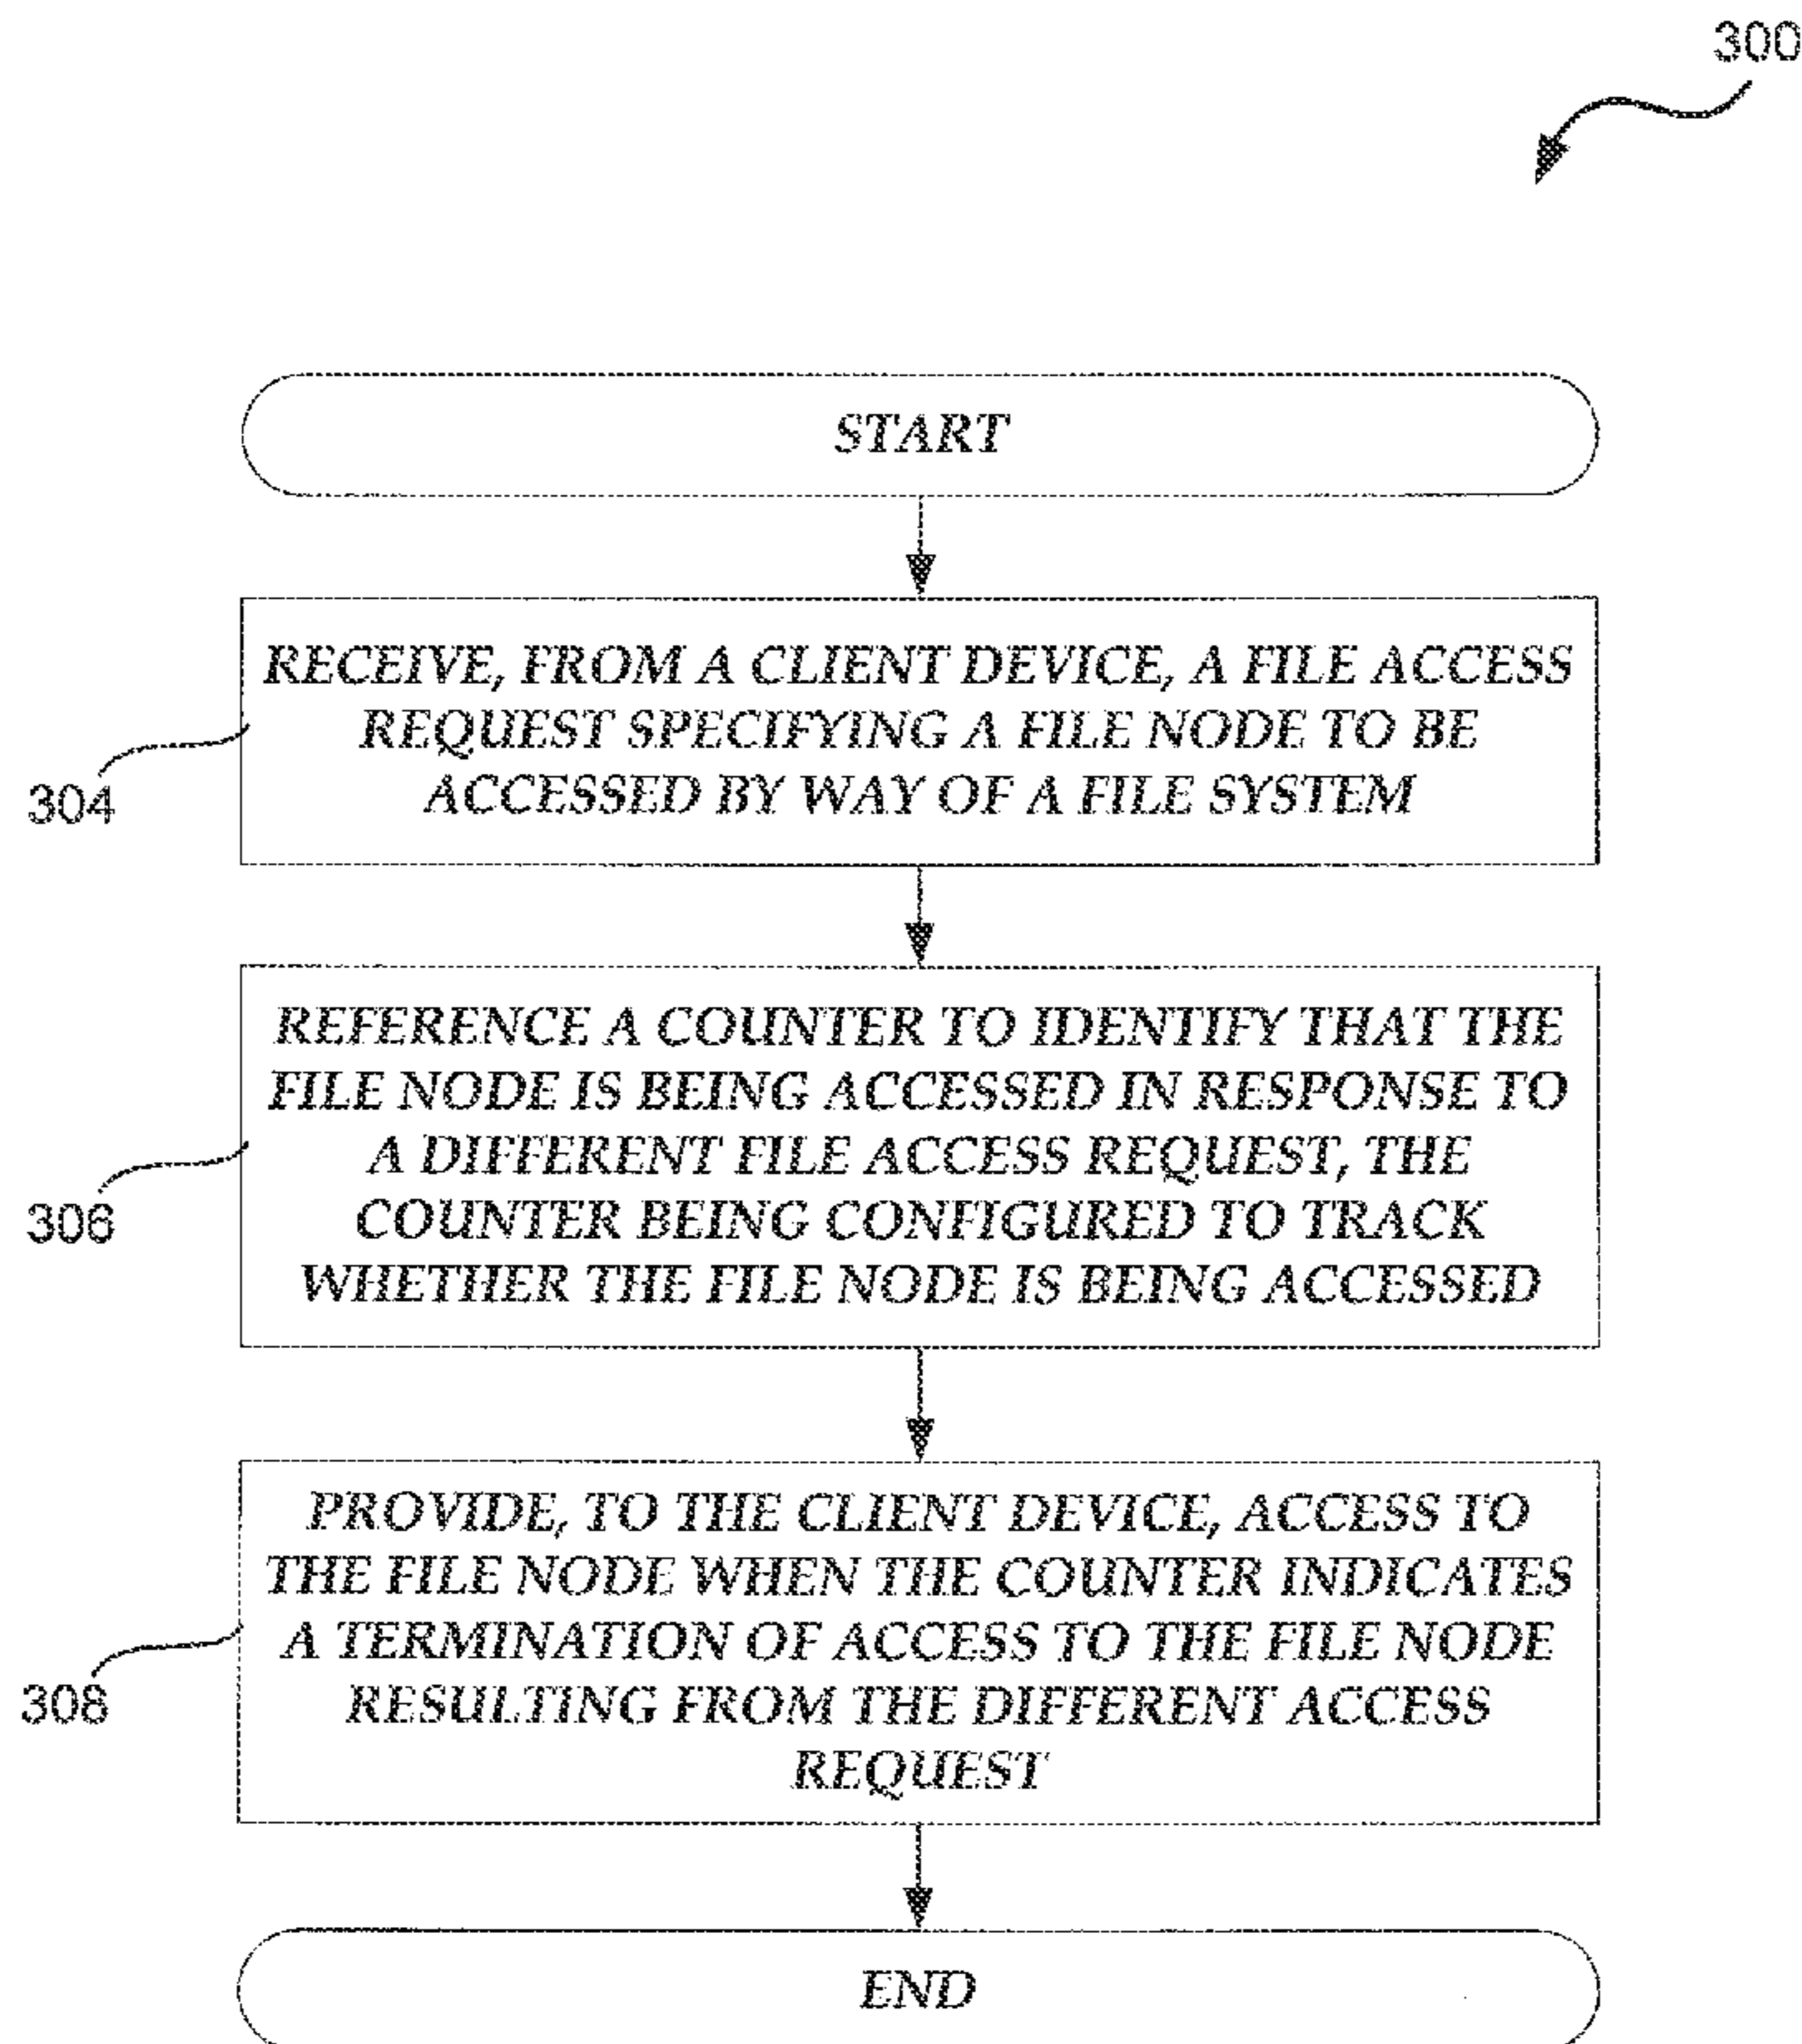 300
START
RECEIVE, FROM A CLIENT DEVICE, A FILE ACCESS
REQUEST SPECIFYING A FILE NODE TO BE
ACCESSED BY WAY OF A FILE SYSTEM
304
REFERENCE A COUNTER TO IDENTIFY THAT THE
FILE NODE IS BEING ACCESSED IN RESPONSE TO
A DIFFERENT FILE ACCESS REQUEST, THE
COUNTER BEING CONFIGURED TO TRACK
WHETHER THE FILE NODE IS BEING ACCESSED
306
PROVIDE, TO THE CLIENT DEVICE, ACCESS TO
THE FILE NODE WHEN THE COUNTER INDICATES
A TERMINATION OF ACCESS TO THE FILE NODE
RESULTING FROM THE DIFFERENT ACCESS
REQUEST
308
END